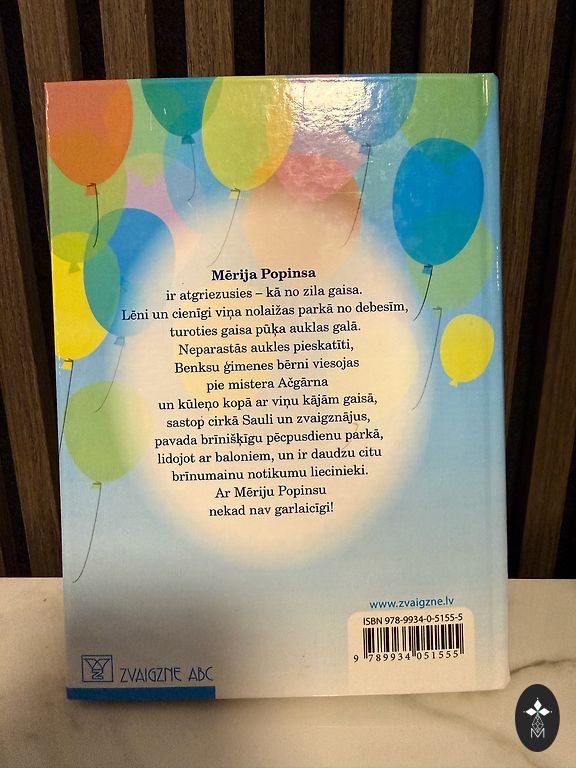 Mērija Popinsa
ir atgriezusies – kā no zila gaisa.
Lēni un cienīgi viņa nolaižas parkā no debesīm,
turoties gaisa pūķa auklas galā.
Neparastās aukles pieskatīti,
Benksu ģimenes bērni viesojas
pie mistera Ačgārna
un kūleņo kopā ar viņu kājām gaisā,
sastop cirkā Sauli un zvaigznājus,
pavada brīnišķīgu pēcpusdienu parkā,
lidojot ar baloniem, un ir daudzu citu
brīnumainu notikumu liecinieki.
Ar Mēriju Popinsu
nekad nav garlaicīgi!
www.zvaigzne.lv
ISBN 978-9934-0-5155-5
9 789934 051555
ZVAIGZNE ABC
M